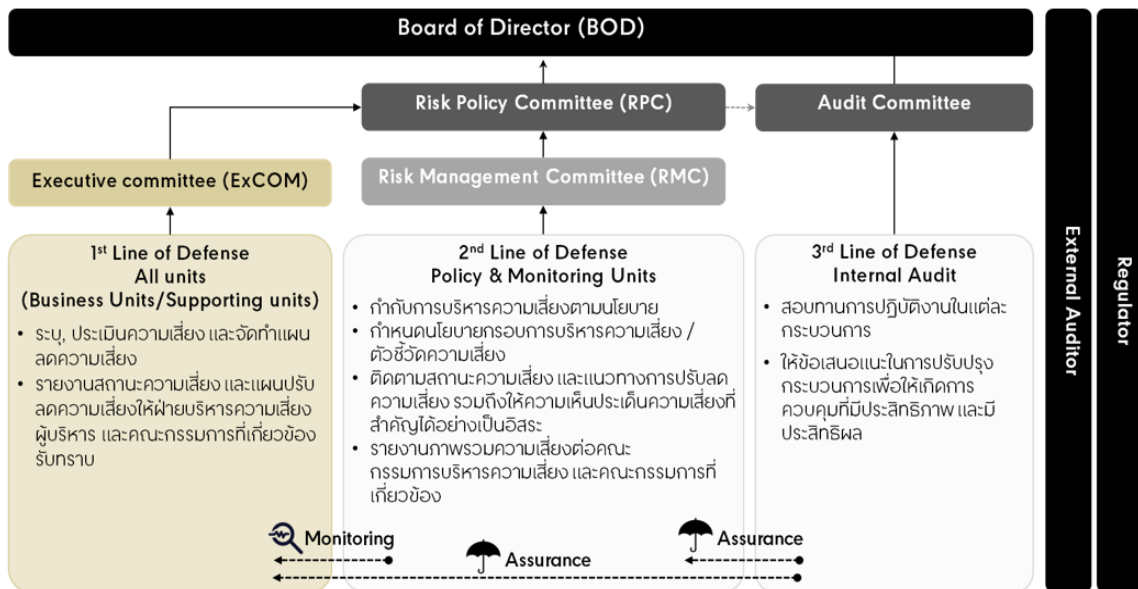 Board of Director (BOD)
Risk Policy Committee (RPC)
Audit Committee
Executive committee (ExCOM)
Risk Management Committee (RMC)
1st Line of Defense
All units
(Business Units/Supporting units)
• ระบุ, ประเมินความเสี่ยง และจัดทำแผน
ลดความเสี่ยง
• รายงานสถานะความเสี่ยง และแผนปรับ
ลดความเสี่ยงให้ฝ่ายบริหารความเสี่ยง
ผู้บริหาร และคณะกรรมการที่เกี่ยวข้อง
รับทราบ
2nd Line of Defense
Policy & Monitoring Units
• กำกับการบริหารความเสี่ยงตามนโยบาย
• กำหนดนโยบายกรอบการบริหารความเสี่ยง /
ตัวชี้วัดความเสี่ยง
• ติดตามสถานะความเสี่ยง และแนวทางการปรับลด
ความเสี่ยง รวมถึงให้ความเห็นประเด็นความเสี่ยงที่
สำคัญได้อย่างเป็นอิสระ
• รายงานภาพรวมความเสี่ยงต่อคณะ
กรรมการบริหารความเสี่ยง และคณะกรรมการที่
เกี่ยวข้อง
3rd Line of Defense
Internal Audit
• สอบทานการปฏิบัติงานในแต่ละ
กระบวนการ
• ให้ข้อเสนอแนะในการปรับปรุง
กระบวนการเพื่อให้เกิดการ
ควบคุมที่มีประสิทธิภาพ และมี
ประสิทธิผล
Monitoring
Assurance
Assurance
External Auditor
Regulator